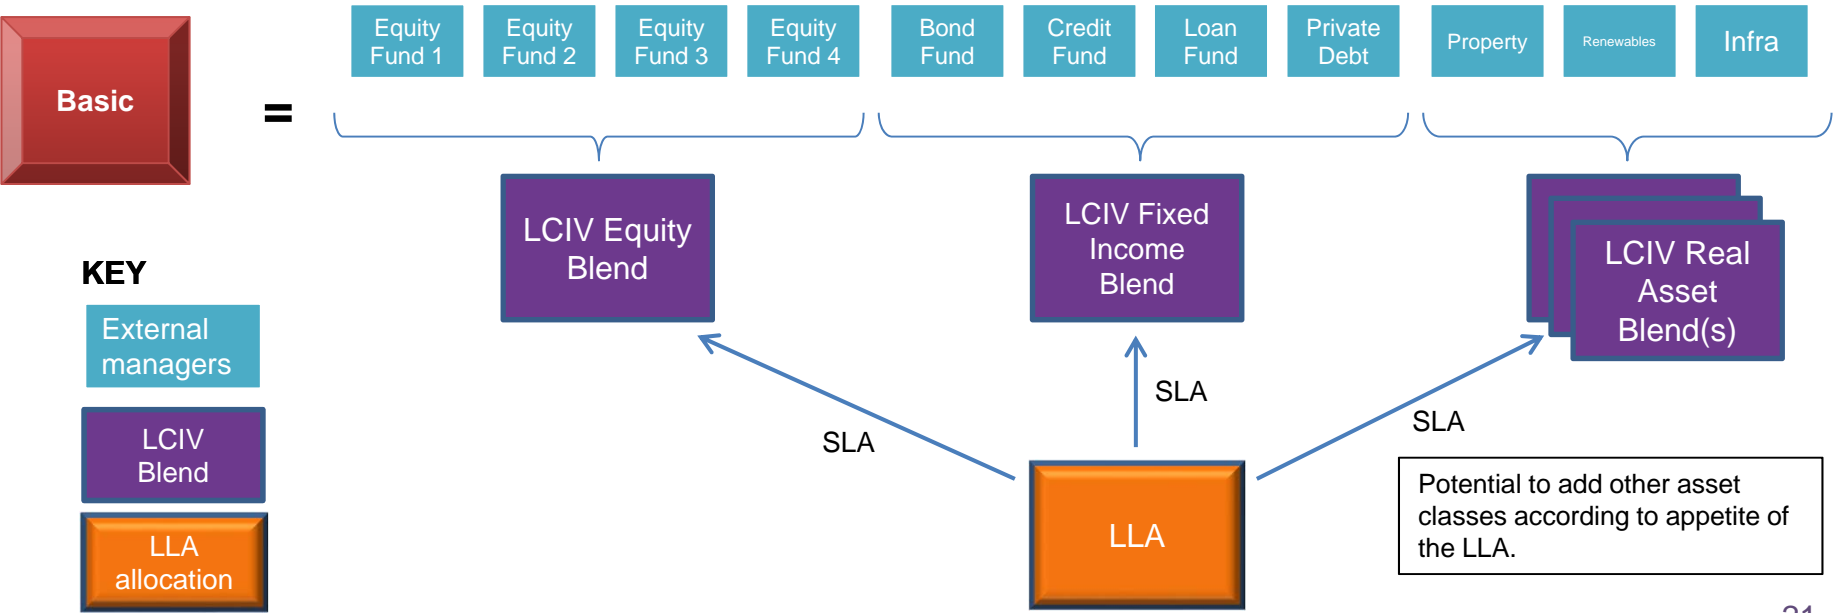 Equity
Fund 1
Equity
Fund 2
Equity
Fund 3
Equity
Fund 4
Bond
Fund
Credit
Fund
Loan
Fund
Private
Debt
Property
Renewables
Infra
Basic
=
LCIV Equity
Blend
LCIV Fixed
Income
Blend
LCIV Real
Asset
Blend(s)
KEY
External
managers
LCIV
Blend
LLA
allocation
SLA
SLA
SLA
LLA
Potential to add other asset
classes according to appetite of
the LLA.